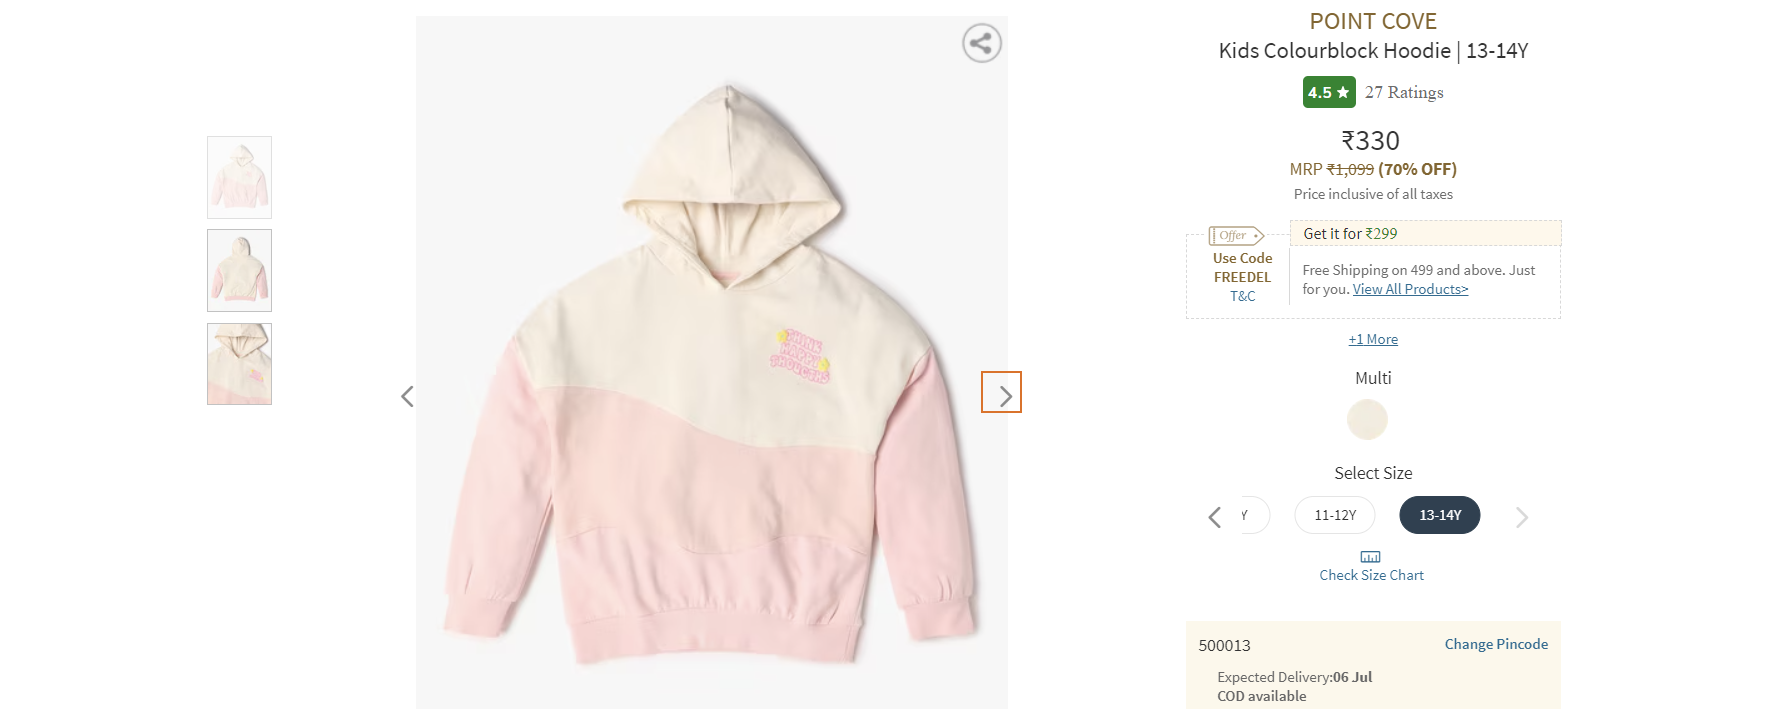 POINT COVE
Kids Colourblock Hoodie | 13-14Y
4.5 ★ 27 Ratings
₹330
MRP ₹1,099 (70% OFF)
Price inclusive of all taxes
Offer
Use Code
FREEDEL
T&C
Get it for ₹299
Free Shipping on 499 and above. Just
for you. View All Products>
+1 More
Multi
Select Size
Y 11-12Y 13-14Y
Check Size Chart
500013 Change Pincode
Expected Delivery:06 Jul
COD available
THINK
HAPPY
THOUGHTS